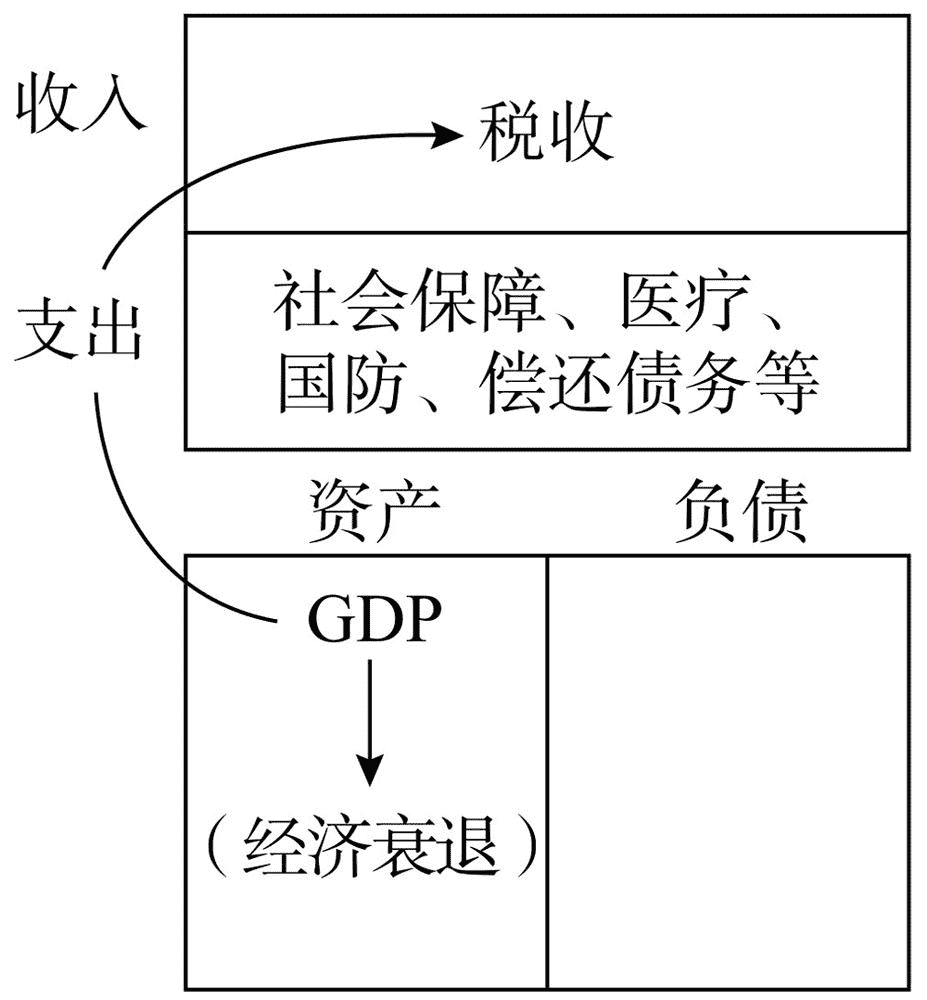 收入
税收
支出
社会保障、医疗、
国防、偿还债务等
资产
负债
GDP
（经济衰退）